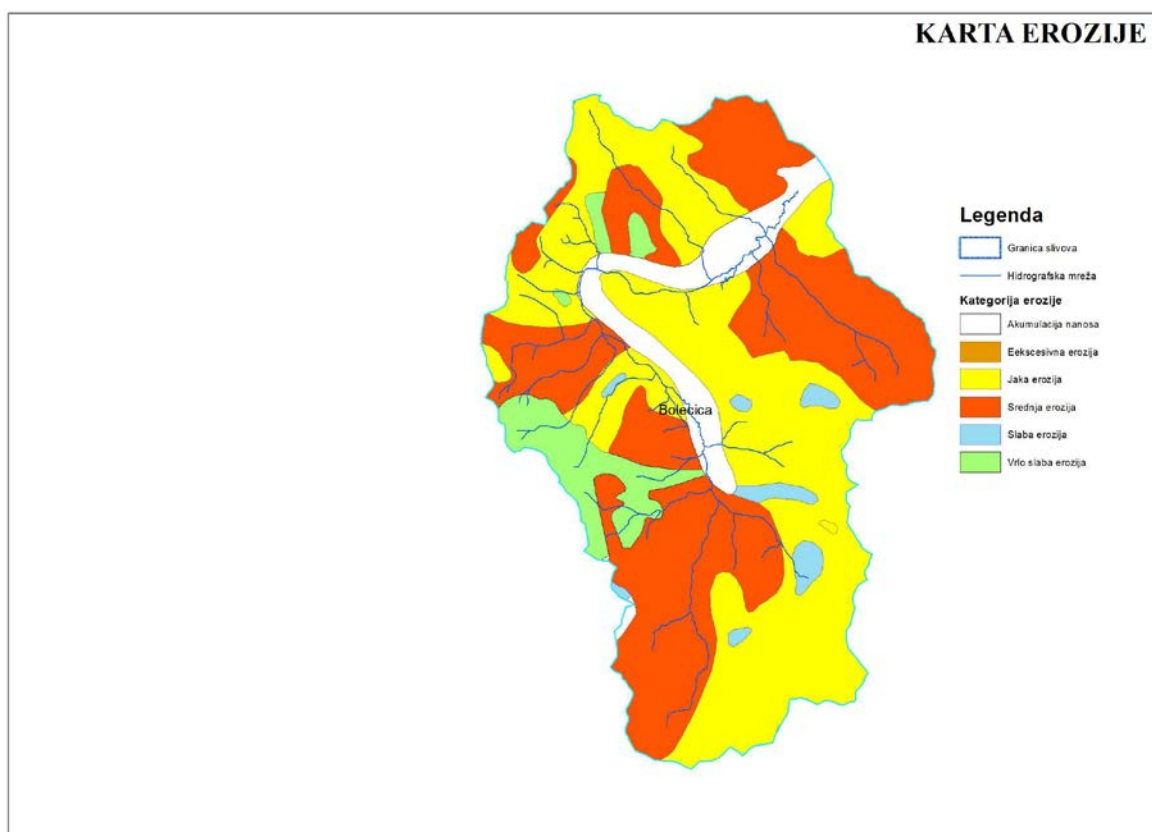 KARTA EROZIJE
Bolecica
Legenda
Granica slivova
Hidrografska mreža
Kategorija erozije
Akumulacija nanosa
Eekscesivna erozija
Jaka erozija
Srednja erozija
Slaba erozija
Vrlo slaba erozija